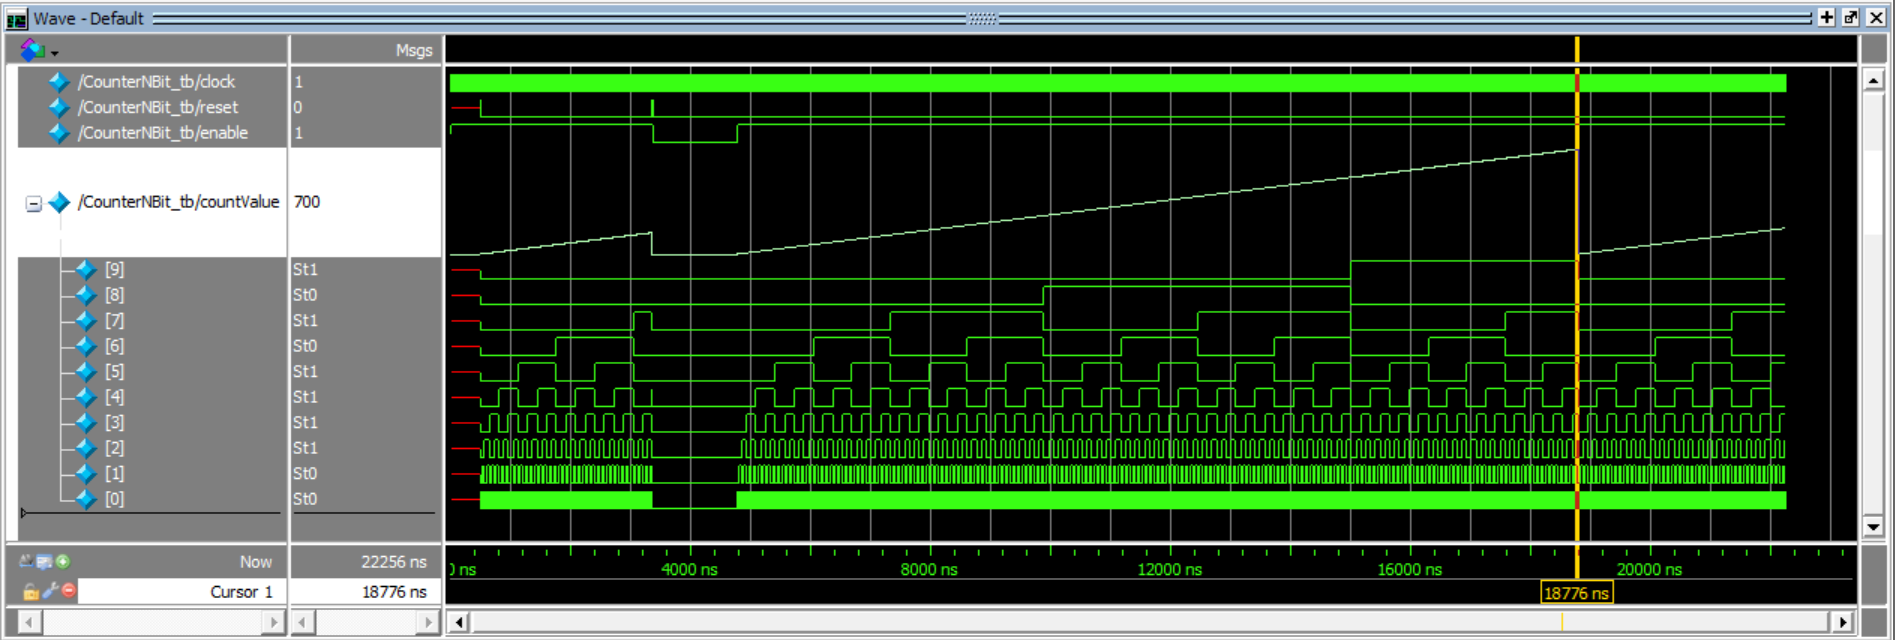 Wave - Default
Msgs
/CounterNBit_tb/clock 1
/CounterNBit_tb/reset 0
/CounterNBit_tb/enable 1
/CounterNBit_tb/countValue 700
[9] St1
[8] St0
[7] St1
[6] St0
[5] St1
[4] St1
[3] St1
[2] St1
[1] St0
[0] St0
Now 22256 ns
ns 4000 ns 8000 ns 12000 ns 16000 ns 20000 ns
Cursor 1 18776 ns
18776 ns